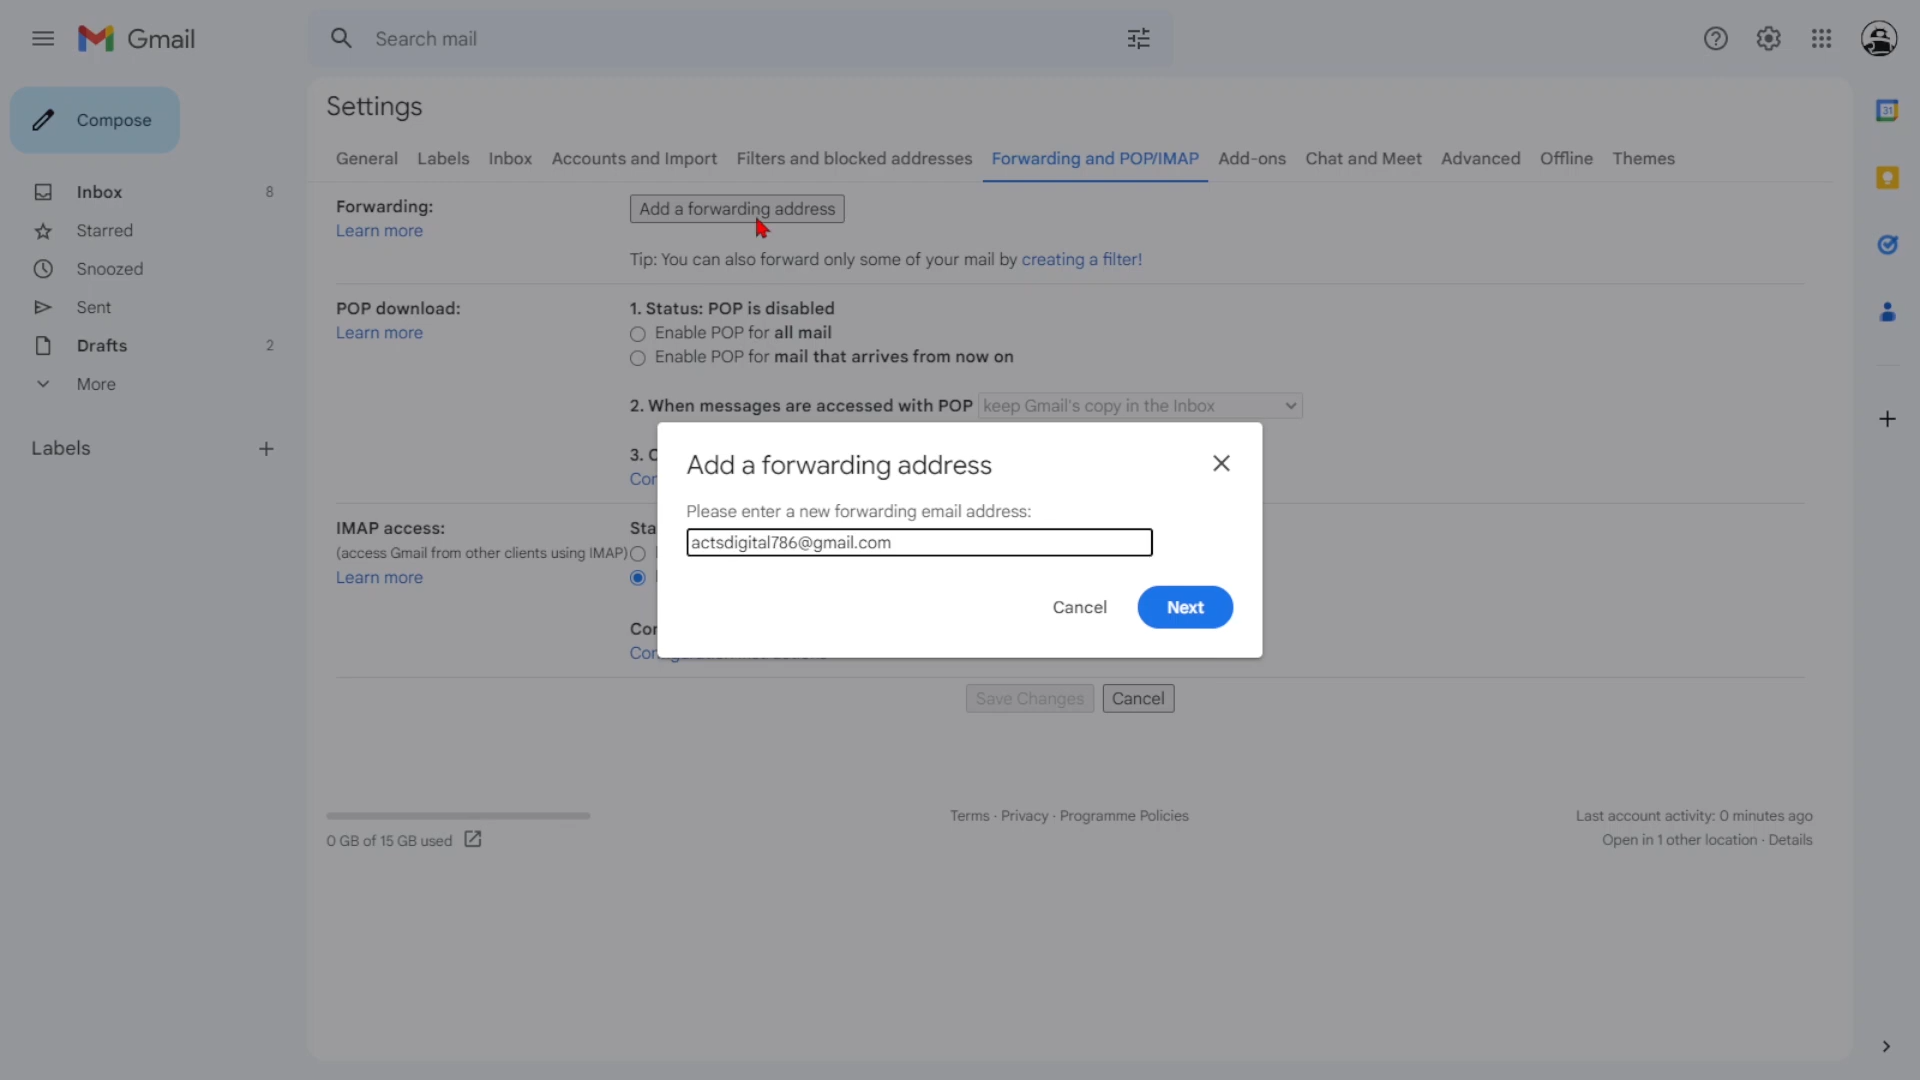 Gmail
Search mail
Compose
Inbox 8
Starred
Snoozed
Sent
Drafts 2
More
Labels
Settings
General Labels Inbox Accounts and Import Filters and blocked addresses Forwarding and POP/IMAP Add-ons Chat and Meet Advanced Offline Themes
Forwarding:
Learn more
Add a forwarding address
Tip: You can also forward only some of your mail by creating a filter!
POP download:
Learn more
1. Status: POP is disabled
Enable POP for all mail
Enable POP for mail that arrives from now on
2. When messages are accessed with POP keep Gmail's copy in the Inbox
3. C
Con
IMAP access:
(access Gmail from other clients using IMAP)
Learn more
Sta
Con
Add a forwarding address
Please enter a new forwarding email address:
actsdigital786@gmail.com
Cancel Next
Save Changes Cancel
0 GB of 15 GB used
Terms · Privacy · Programme Policies
Last account activity: 0 minutes ago
Open in 1 other location · Details
31